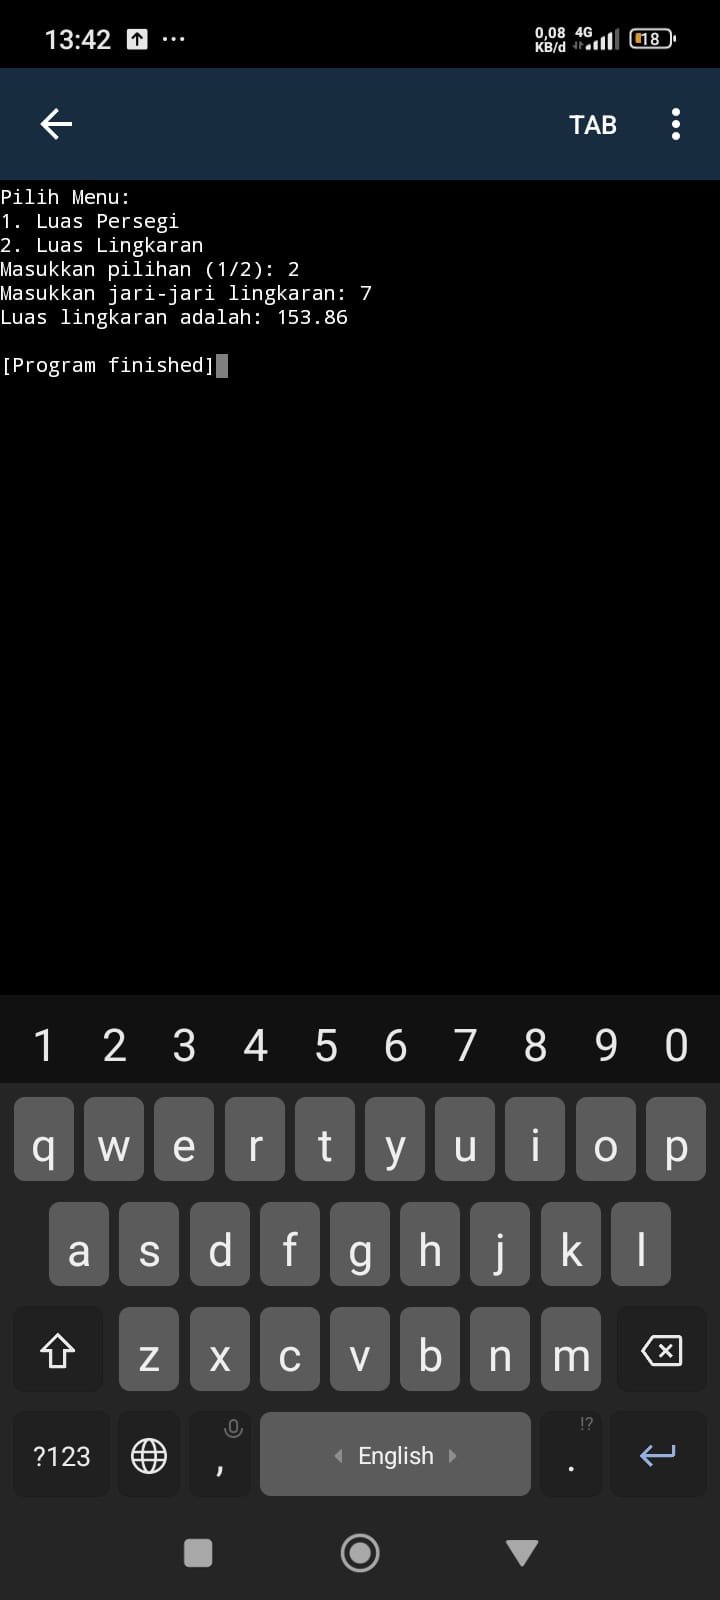 13:42 ...
0,08 KB/d 4G 18
TAB
Pilih Menu:
1. Luas Persegi
2. Luas Lingkaran
Masukkan pilihan (1/2): 2
Masukkan jari-jari lingkaran: 7
Luas lingkaran adalah: 153.86
[Program finished]
1 2 3 4 5 6 7 8 9 0
q w e r t y u i o p
a s d f g h j k l
z x c v b n m
?123 , English . !?